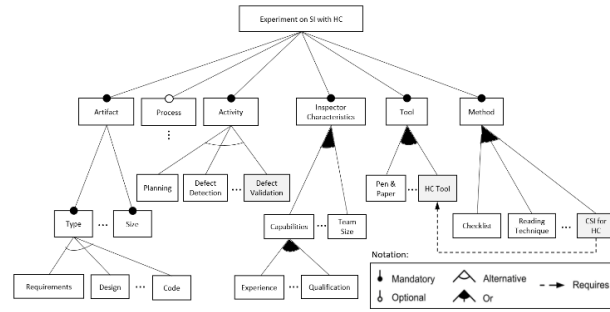 Experiment on SI with HC
Artifact
Process
Activity
Inspector
Characteristics
Tool
Method
⋮
Planning
Defect
Detection
...
Defect
Validation
Pen &
Paper
...
HC Tool
Type
...
Size
Capabilities
...
Team
Size
Checklist
Reading
Technique
...
CSI for
HC
Requirements
Design
...
Code
Experience
...
Qualification
Notation:
Mandatory
Optional
Alternative
Or
Requires